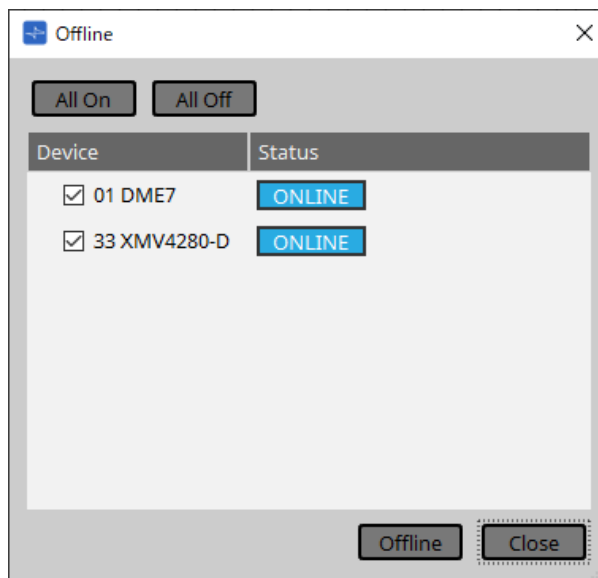 Offline
All On All Off
Device Status
01 DME7 ONLINE
33 XMV4280-D ONLINE
Offline Close